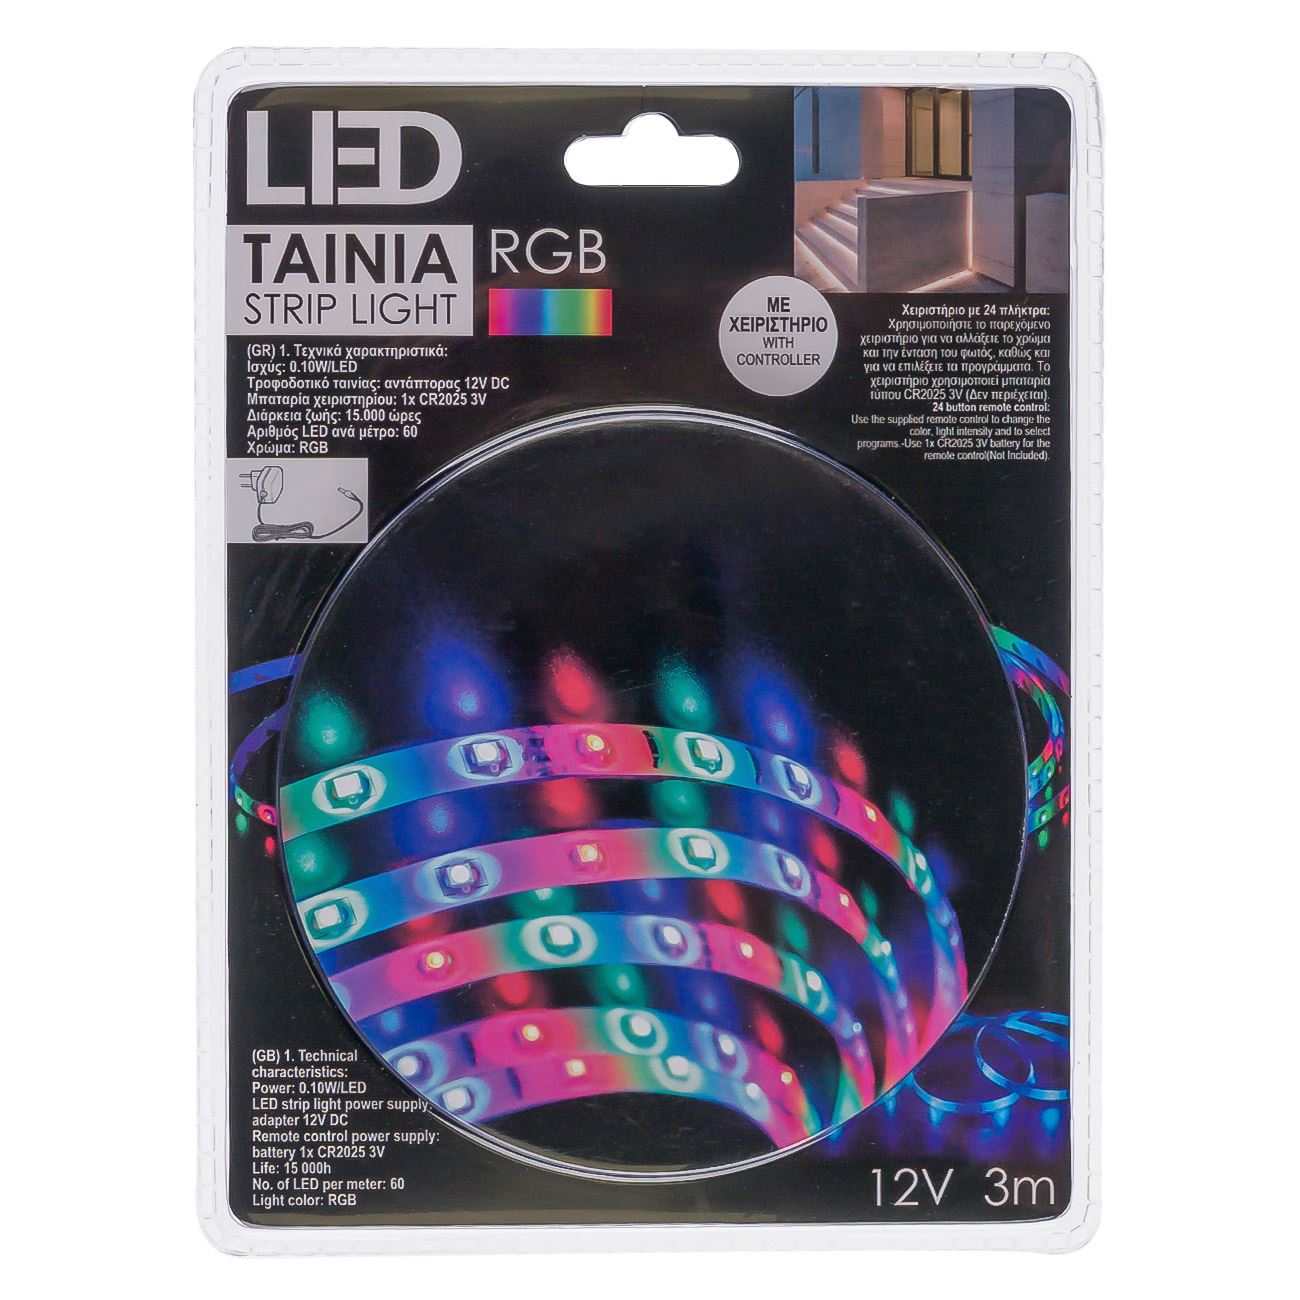 LED
ΤΑΙΝΙΑ
STRIP LIGHT
RGB
ΜΕ
ΧΕΙΡΙΣΤΗΡΙΟ
WITH
CONTROLLER
Χειριστήριο με 24 πλήκτρα:
Χρησιμοποιήστε το παρεχόμενο
χειριστήριο για να αλλάξετε το χρώμα
και την ένταση του φωτός, καθώς και
για να επιλέξετε τα προγράμματα. Το
χειριστήριο χρησιμοποιεί μπαταρία
τύπου CR2025 3V (Δεν περιέχεται).
24 button remote control:
Use the supplied remote control to change the
color, light intensity and to select
programs.-Use 1x CR2025 3V battery for the
remote control(Not Included).
(GR) 1. Τεχνικά χαρακτηριστικά:
Ισχύς: 0.10W/LED
Τροφοδοτικό ταινίας: αντάπτορας 12V DC
Μπαταρία χειριστηρίου: 1x CR2025 3V
Διάρκεια ζωής: 15.000 ώρες
Αριθμός LED ανά μέτρο: 60
Χρώμα: RGB
(GB) 1. Technical
characteristics:
Power: 0.10W/LED
LED strip light power supply:
adapter 12V DC
Remote control power supply:
battery 1x CR2025 3V
Life: 15 000h
No. of LED per meter: 60
Light color: RGB
12V 3m